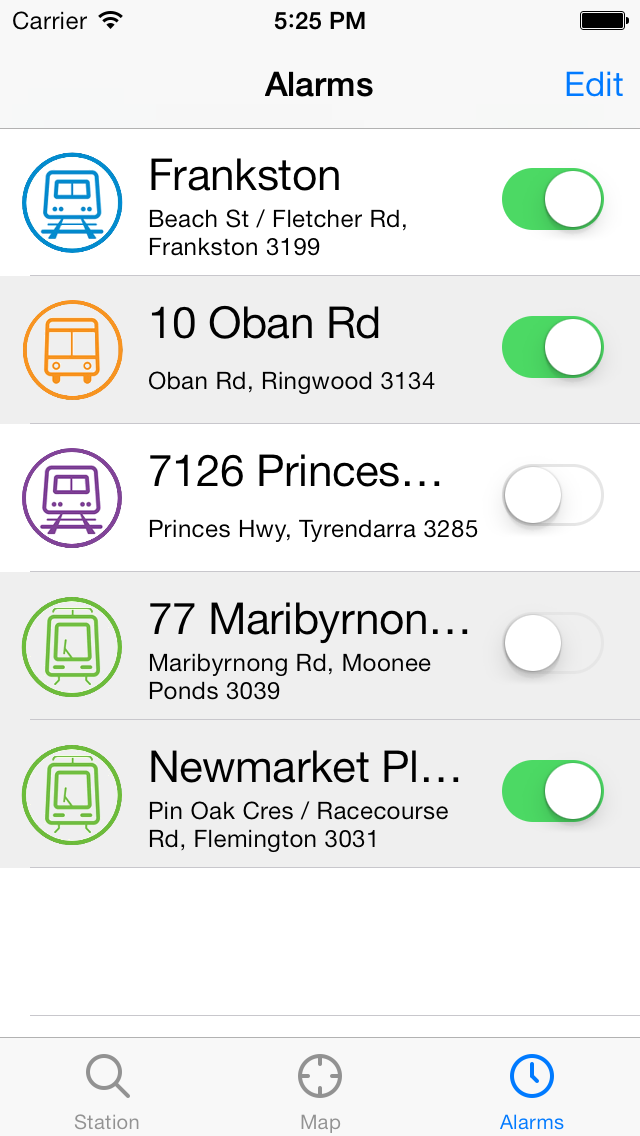 Carrier 5:25 PM
Alarms Edit
Frankston
Beach St / Fletcher Rd,
Frankston 3199
10 Oban Rd
Oban Rd, Ringwood 3134
7126 Princes…
Princes Hwy, Tyrendarra 3285
77 Maribyrnon…
Maribyrnong Rd, Moonee
Ponds 3039
Newmarket Pl…
Pin Oak Cres / Racecourse
Rd, Flemington 3031
Station Map Alarms